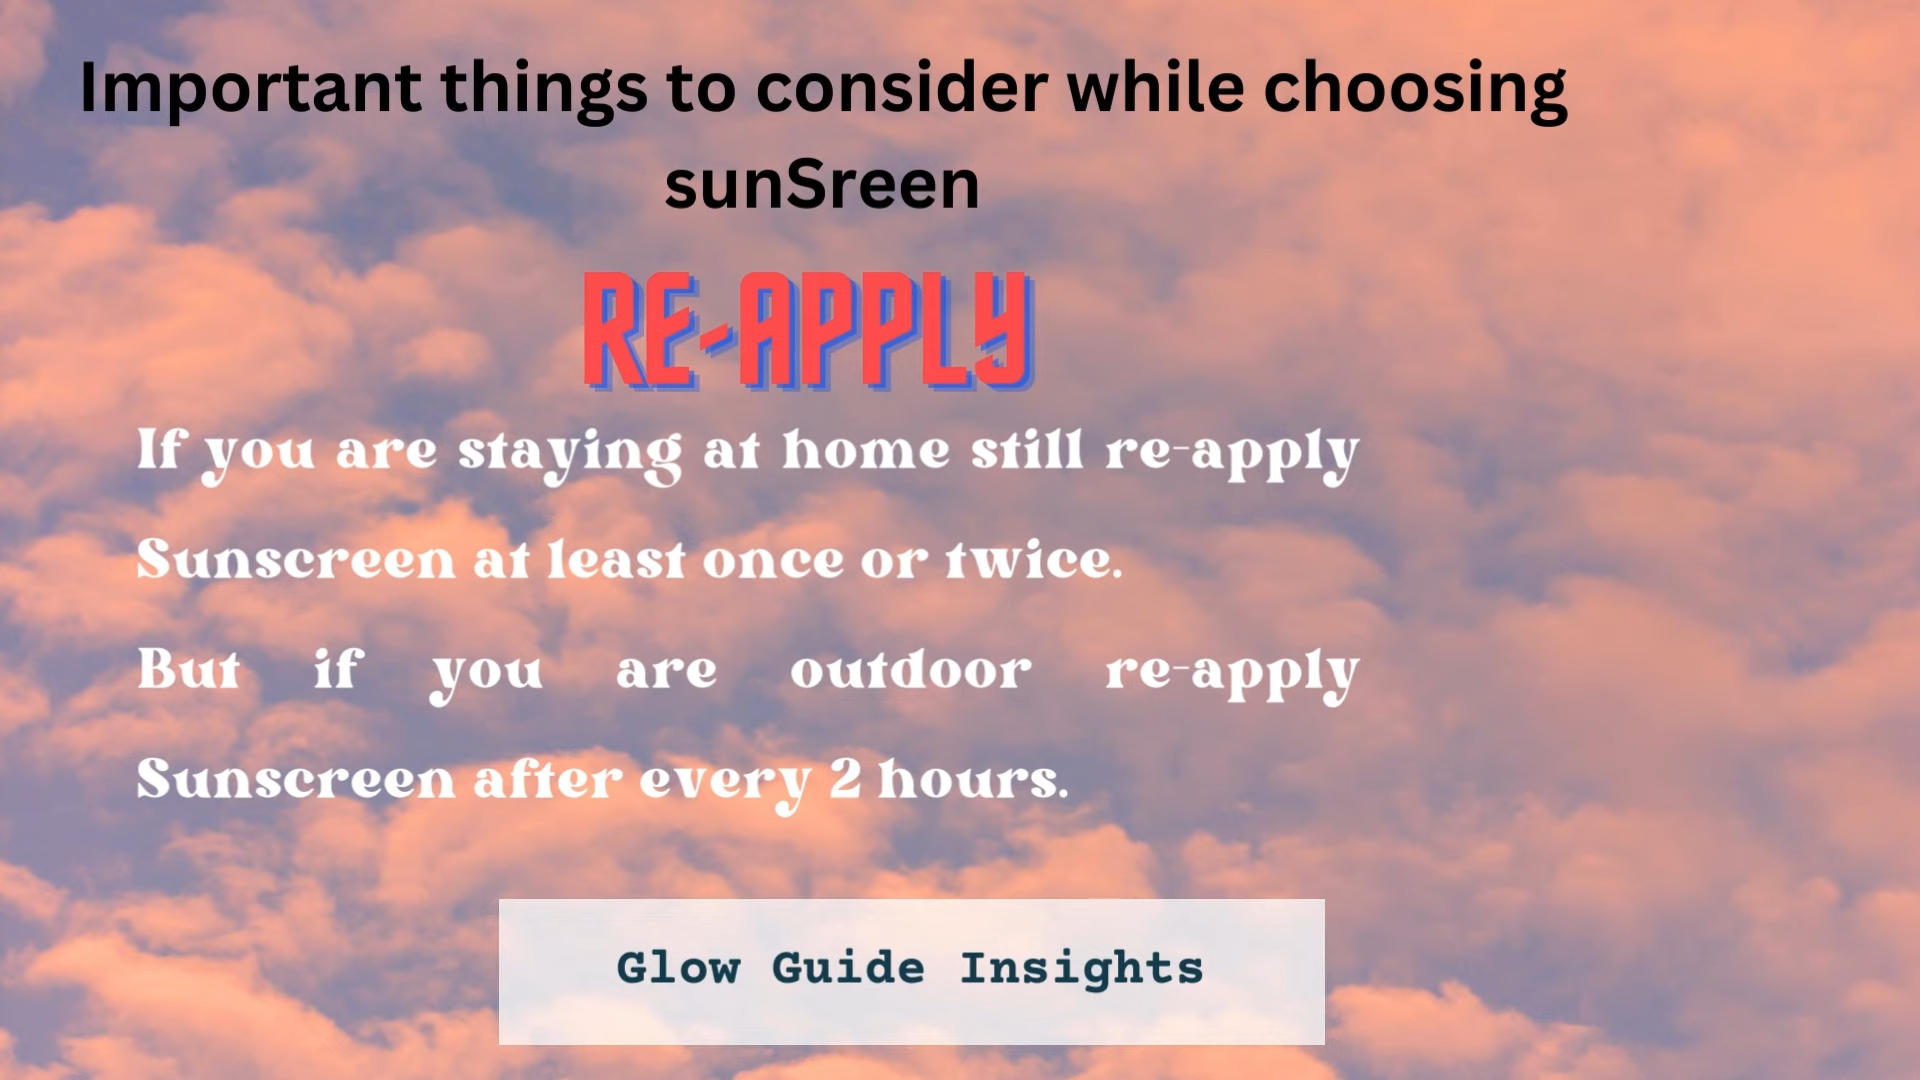 Important things to consider while choosing
sunSreen
RE-APPLY
If you are staying at home still re-apply
Sunscreen at least once or twice.
But if you are outdoor re-apply
Sunscreen after every 2 hours.
Glow Guide Insights